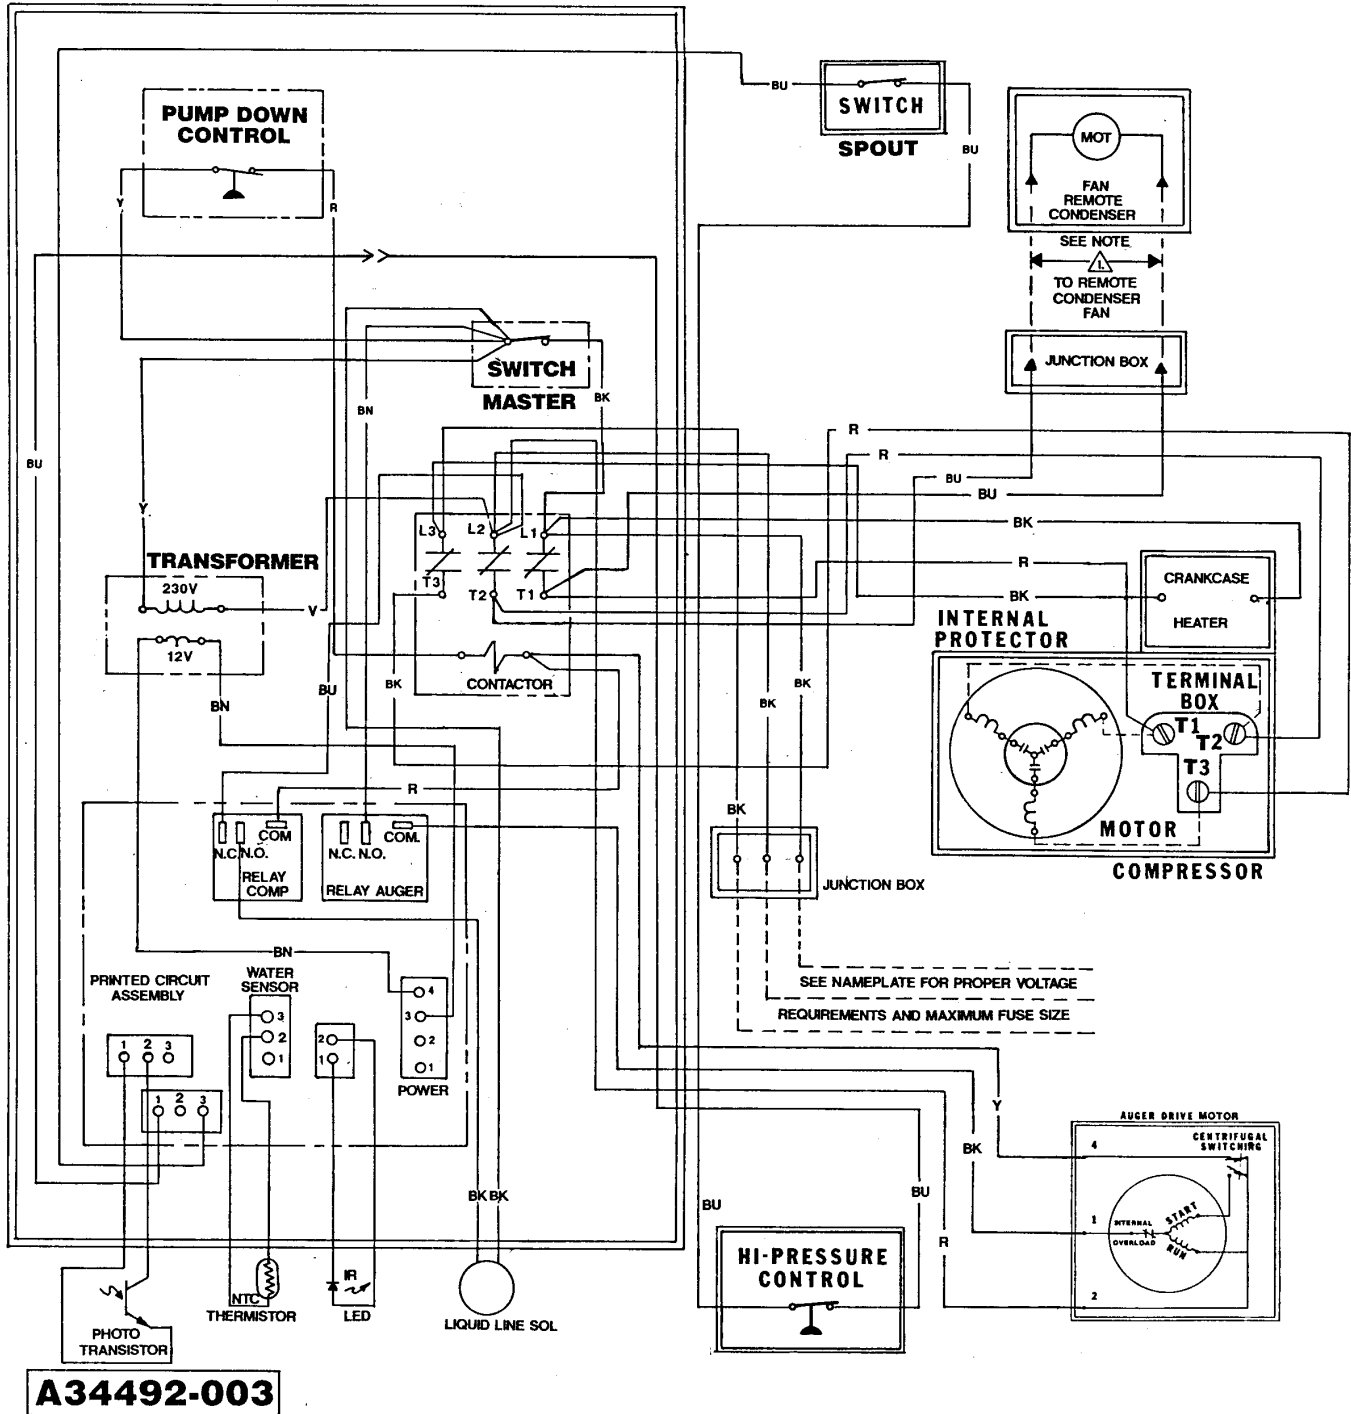 BU
SWITCH
SPOUT
BU
MOT
FAN
REMOTE
CONDENSER
SEE NOTE
1.
TO REMOTE
CONDENSER
FAN
JUNCTION BOX
PUMP DOWN
CONTROL
Y
R
SWITCH
MASTER
BK
BN
BU
Y
R
R
BU
BU
BK
R
BK
L3
L2
L1
T3
T2
T1
CONTACTOR
TRANSFORMER
230V
V
12V
BN
BU
BK
BK
BK
CRANKCASE
HEATER
INTERNAL
PROTECTOR
TERMINAL
BOX
T1
T2
T3
MOTOR
COMPRESSOR
R
BK
COM
N.C.
N.O.
RELAY
COMP
COM.
N.C.
N.O.
RELAY AUGER
JUNCTION BOX
BN
PRINTED CIRCUIT
ASSEMBLY
WATER
SENSOR
3
2
1
2
1
4
3
2
1
POWER
1 2 3
1 2 3
SEE NAMEPLATE FOR PROPER VOLTAGE
REQUIREMENTS AND MAXIMUM FUSE SIZE
Y
BK
BU
R
AUGER DRIVE MOTOR
CENTRIFUGAL
SWITCHING
4
1
2
INTERNAL
OVERLOAD
START
RUN
BK
BK
BU
HI-PRESSURE
CONTROL
PHOTO
TRANSISTOR
NTC
THERMISTOR
IR
LED
LIQUID LINE SOL
A34492-003